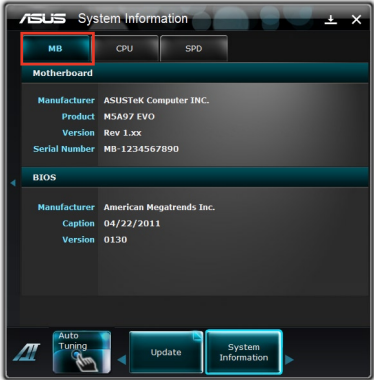 ASUS System Information
MB CPU SPD
Motherboard
Manufacturer ASUSTeK Computer INC.
Product M5A97 EVO
Version Rev 1.xx
Serial Number MB-1234567890
BIOS
Manufacturer American Megatrends Inc.
Caption 04/22/2011
Version 0130
Auto
Tuning
Update
System
Information